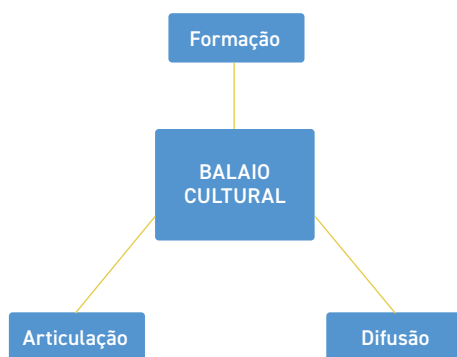 Formação
BALAIO
CULTURAL
Articulação
Difusão